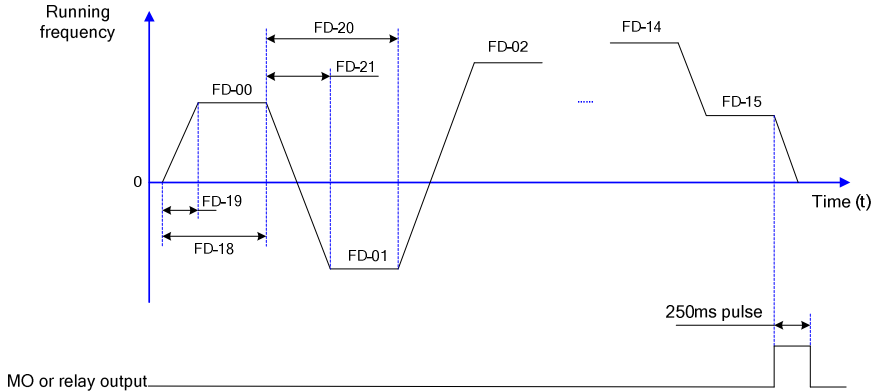 Running
frequency
FD-20
FD-14
FD-02
FD-21
FD-00
FD-15
0
Time (t)
FD-19
FD-18
FD-01
250ms pulse
MO or relay output
......